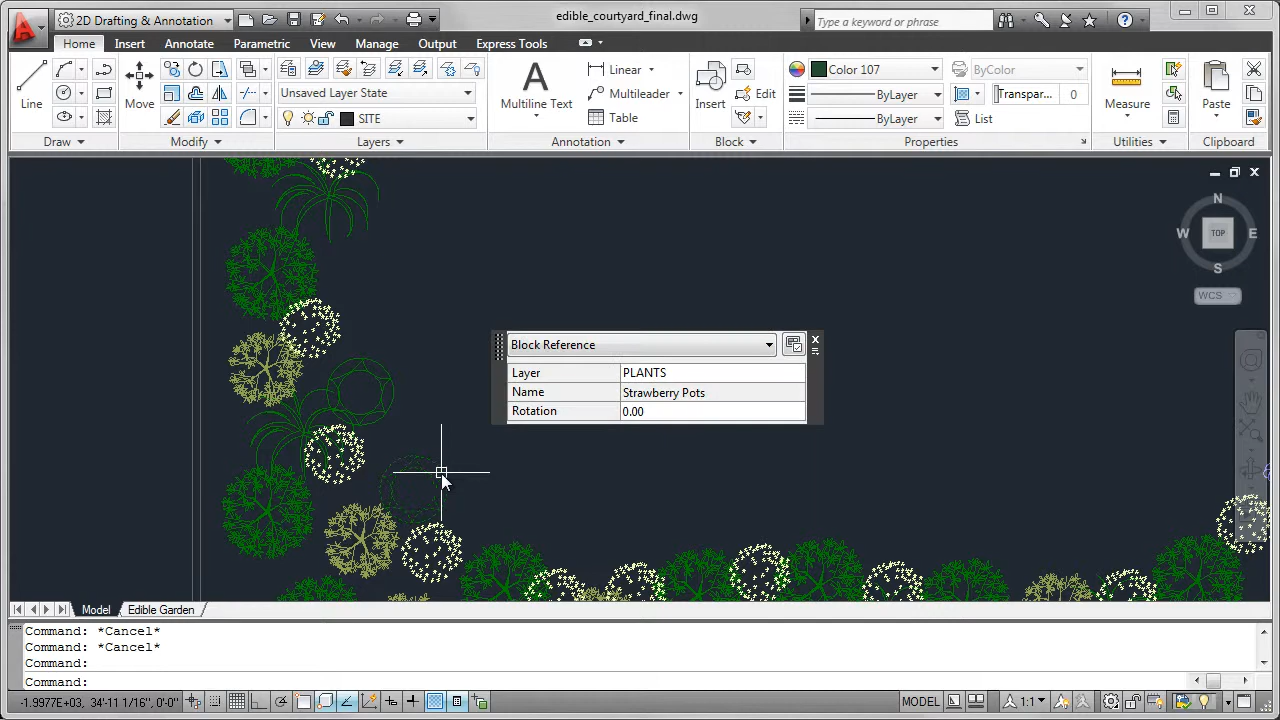 2D Drafting & Annotation
edible_courtyard_final.dwg
Type a keyword or phrase
Home Insert Annotate Parametric View Manage Output Express Tools
Line
Move
Unsaved Layer State
SITE
Multiline Text
Linear
Multileader
Table
Insert
Edit
Color 107
ByLayer
ByLayer
ByColor
Transpar... 0
List
Measure
Paste
Draw Modify Layers Annotation Block Properties Utilities Clipboard
N
W TOP E
S
WCS
Block Reference
Layer PLANTS
Name Strawberry Pots
Rotation 0.00
Model Edible Garden
Command: *Cancel*
Command: *Cancel*
Command:
Command:
-1.9977E+03, 34'-11 1/16", 0'-0" MODEL 1:1